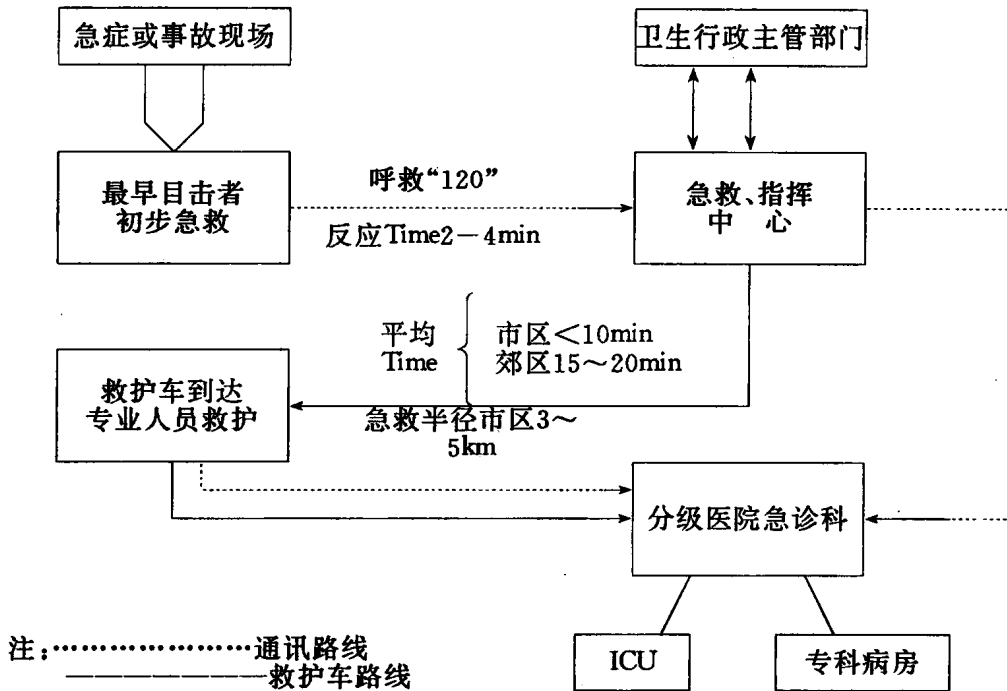 急症或事故现场
卫生行政主管部门
最早目击者
初步急救
呼救“120”
反应Time2－4min
急救、指挥
中 心
平均
Time
市区＜10min
郊区15～20min
救护车到达
专业人员救护
急救半径市区3～
5km
分级医院急诊科
ICU
专科病房
注：····················通讯路线
——————救护车路线